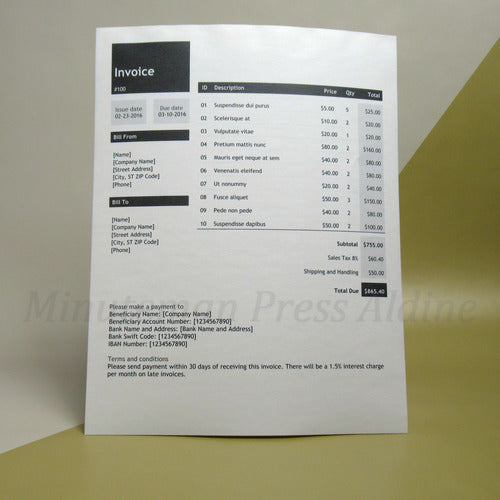 Invoice
#100
Issue date Due date
02-23-2016 03-10-2016
Bill From
[Name]
[Company Name]
[Street Address]
[City, ST ZIP Code]
[Phone]
Bill To
[Name]
[Company Name]
[Street Address]
[City, ST ZIP Code]
[Phone]
ID Description Price Qty Total
01 Suspendisse dui purus $5.00 5 $25.00
02 Scelerisque at $10.00 2 $20.00
03 Vulputate vitae $20.00 1 $20.00
04 Pretium mattis nunc $80.00 2 $160.00
05 Mauris eget neque at sem $40.00 2 $80.00
06 Venenatis eleifend $40.00 2 $80.00
07 Ut nonummy $20.00 2 $40.00
08 Fusce aliquet $50.00 3 $150.00
09 Pede non pede $40.00 2 $80.00
10 Suspendisse dapibus $50.00 2 $100.00
Subtotal $755.00
Sales Tax 8% $60.40
Shipping and Handling $50.00
Total Due $865.40
Minuteman Press Aldine
Please make a payment to
Beneficiary Name: [Company Name]
Beneficiary Account Number: [1234567890]
Bank Name and Address: [Bank Name and Address]
Bank Swift Code: [1234567890]
IBAN Number: [1234567890]
Terms and conditions
Please send payment within 30 days of receiving this invoice. There will be a 1.5% interest charge
per month on late invoices.